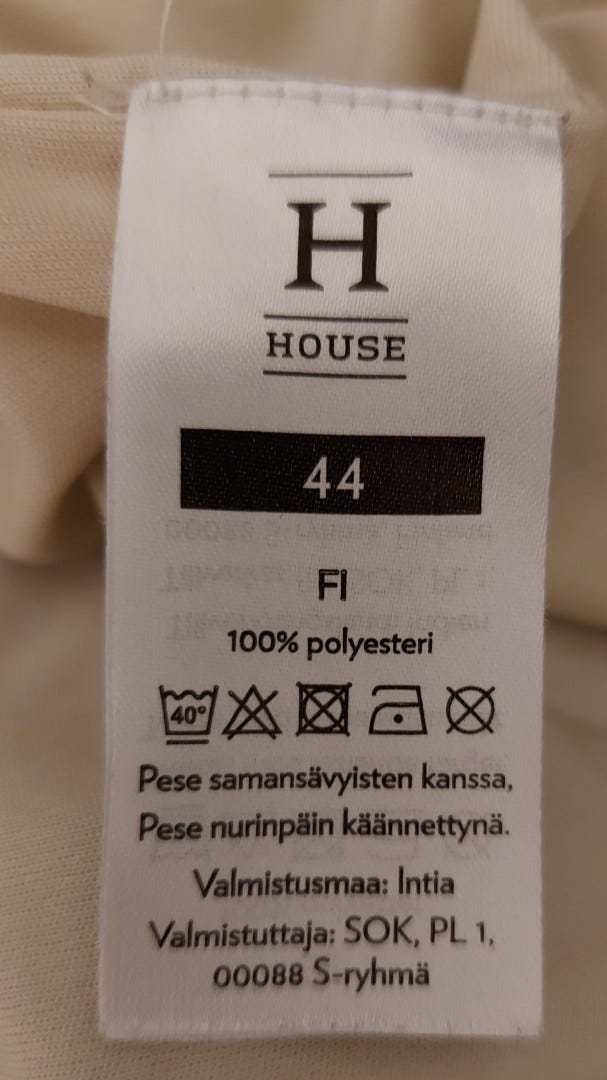 H
HOUSE
44
FI
100% polyesteri
40°
Pese samansävyisten kanssa,
Pese nurinpäin käännettynä.
Valmistusmaa: Intia
Valmistuttaja: SOK, PL 1,
00088 S-ryhmä